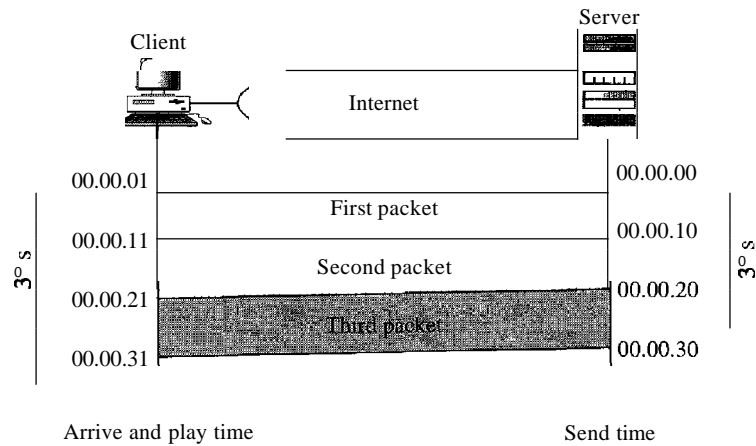 Server
Client
Internet
00.00.01
00.00.00
First packet
00.00.11
00.00.10
Second packet
3° s
3° s
00.00.21
00.00.20
Third packet
00.00.31
00.00.30
Arrive and play time
Send time